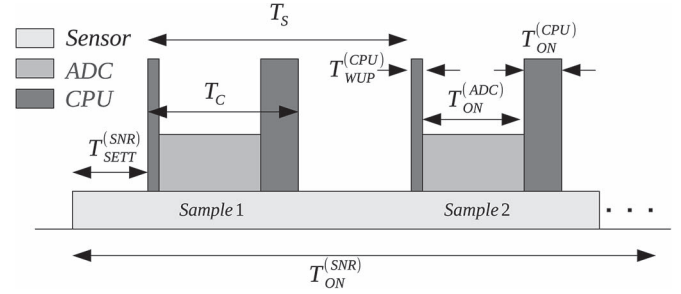 T_S
Sensor
ADC
CPU
T_ON^(CPU)
T_WUP^(CPU)
T_C
T_ON^(ADC)
T_SETT^(SNR)
Sample 1
Sample 2
. . .
T_ON^(SNR)